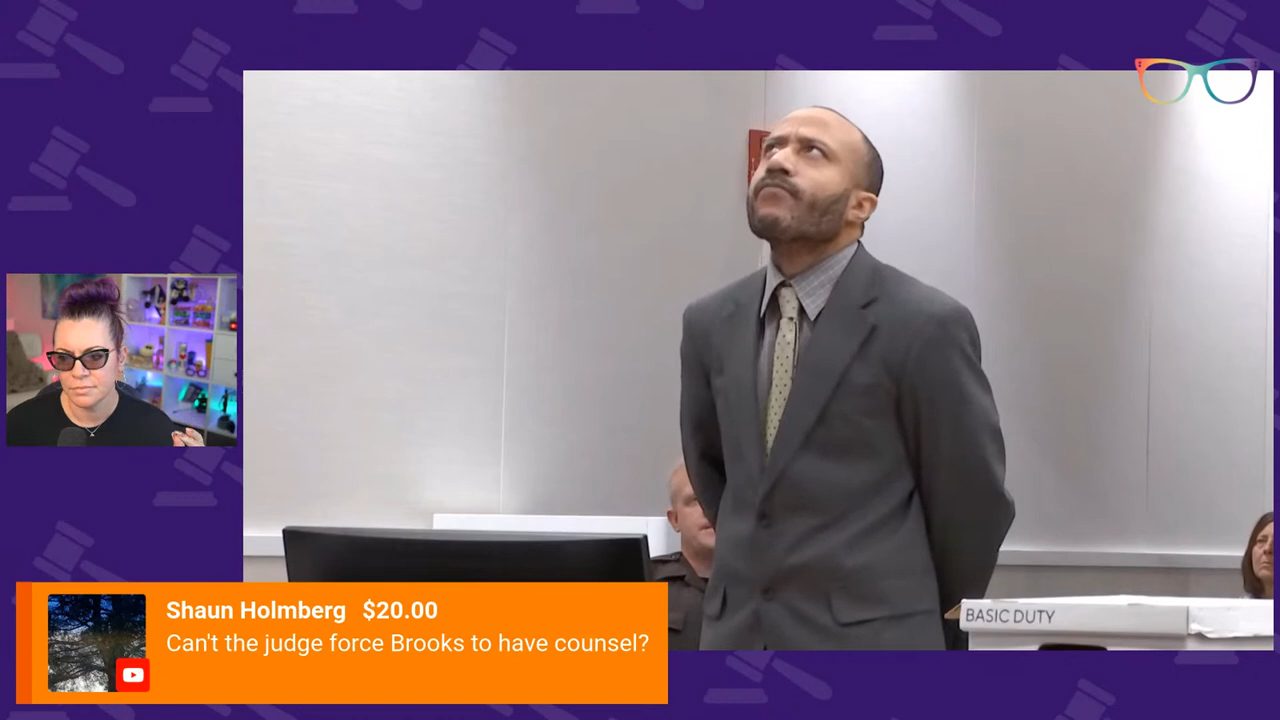 BASIC DUTY
Shaun Holmberg $20.00
Can't the judge force Brooks to have counsel?